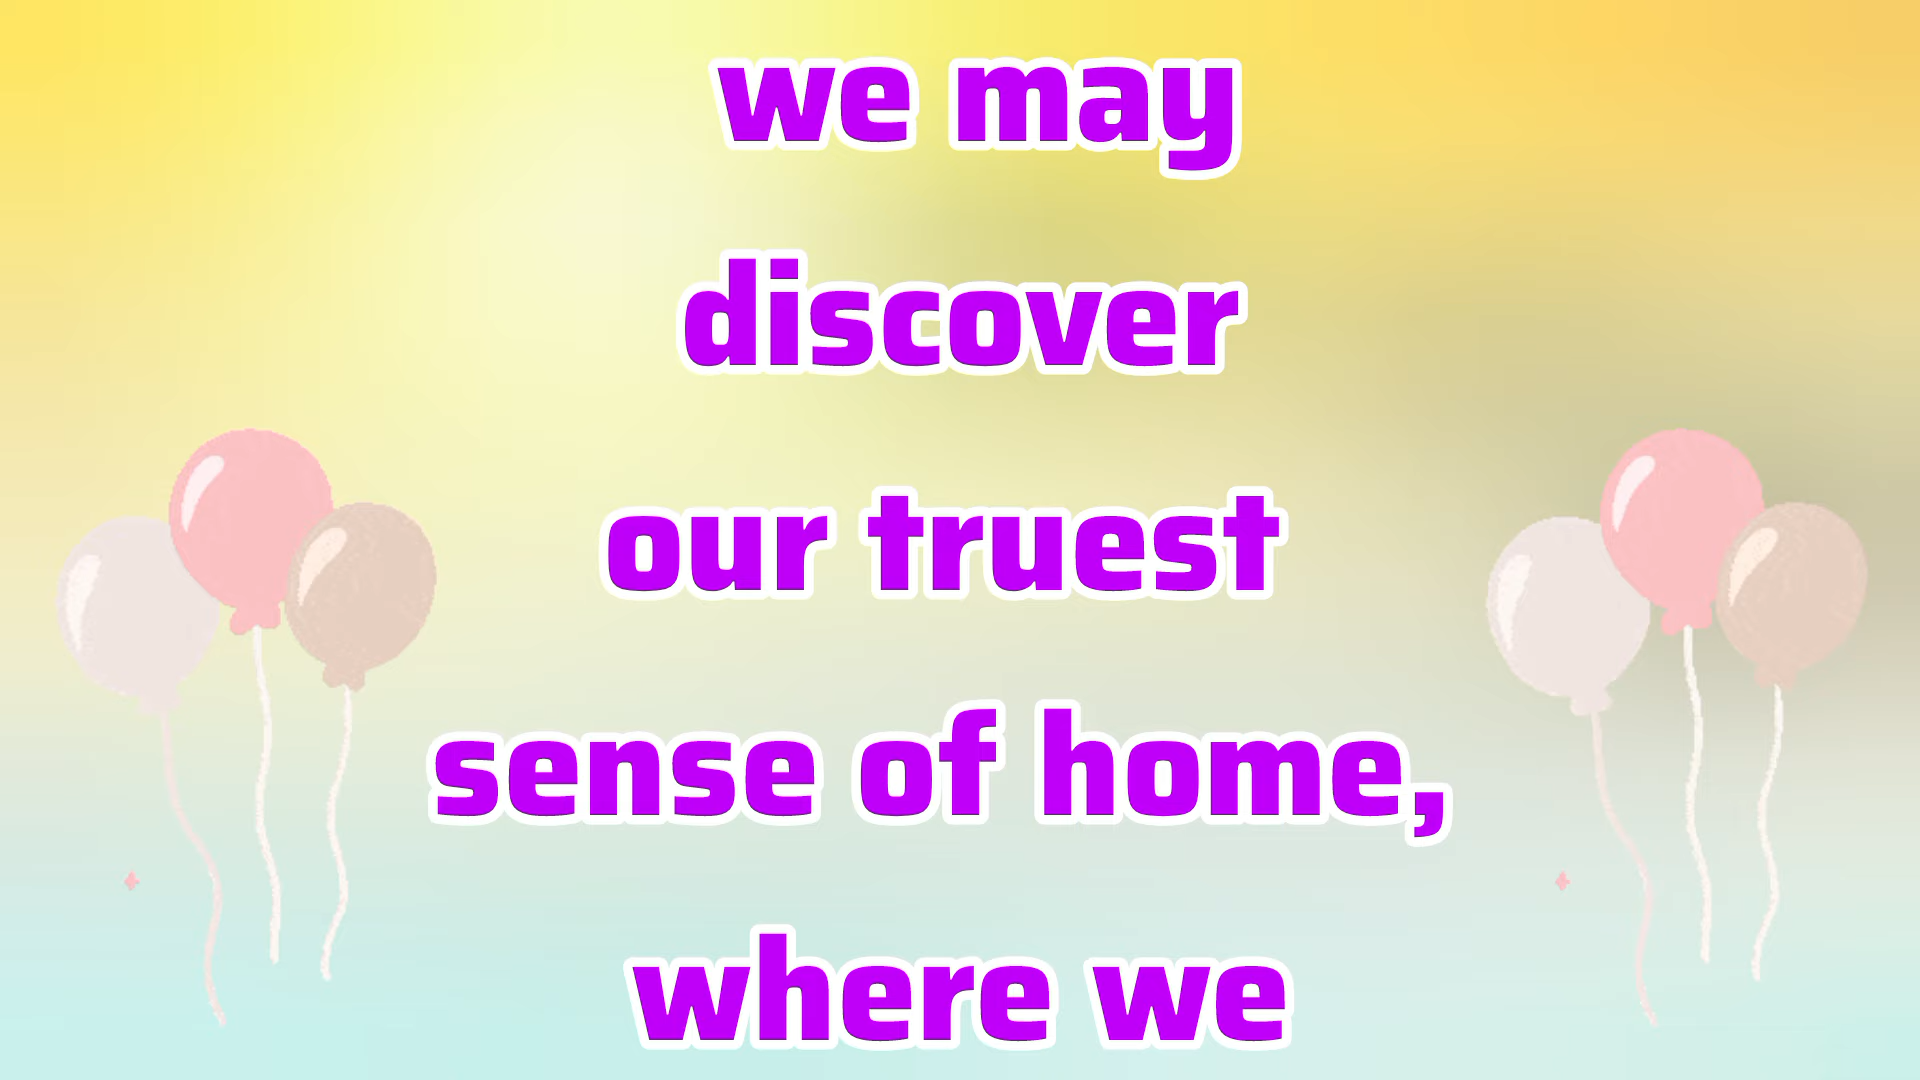 we may
discover
our truest
sense of home,
where we